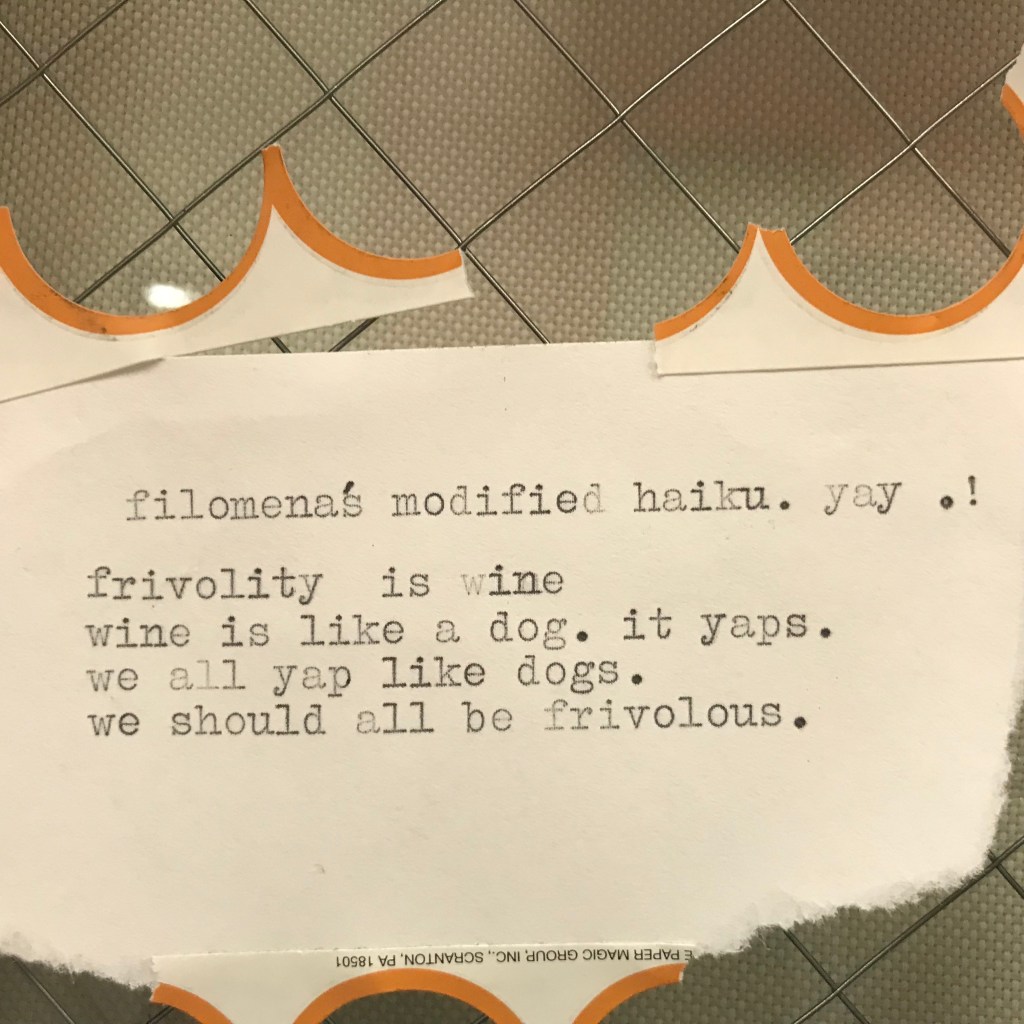 filomena's modified haiku. yay .!
frivolity is wine
wine is like a dog. it yaps.
we all yap like dogs.
we should all be frivolous.
E PAPER MAGIC GROUP, INC., SCRANTON, PA 18501